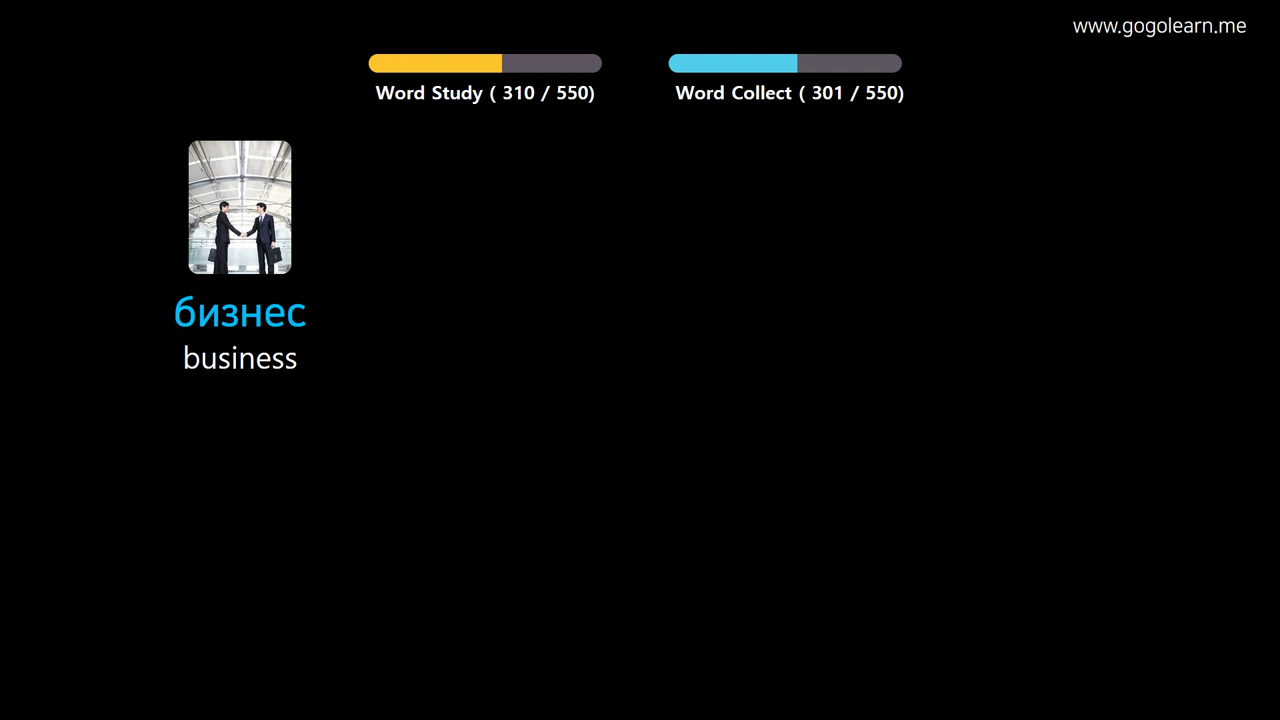 www.gogolearn.me
Word Study ( 310 / 550)
Word Collect ( 301 / 550)
бизнес
business